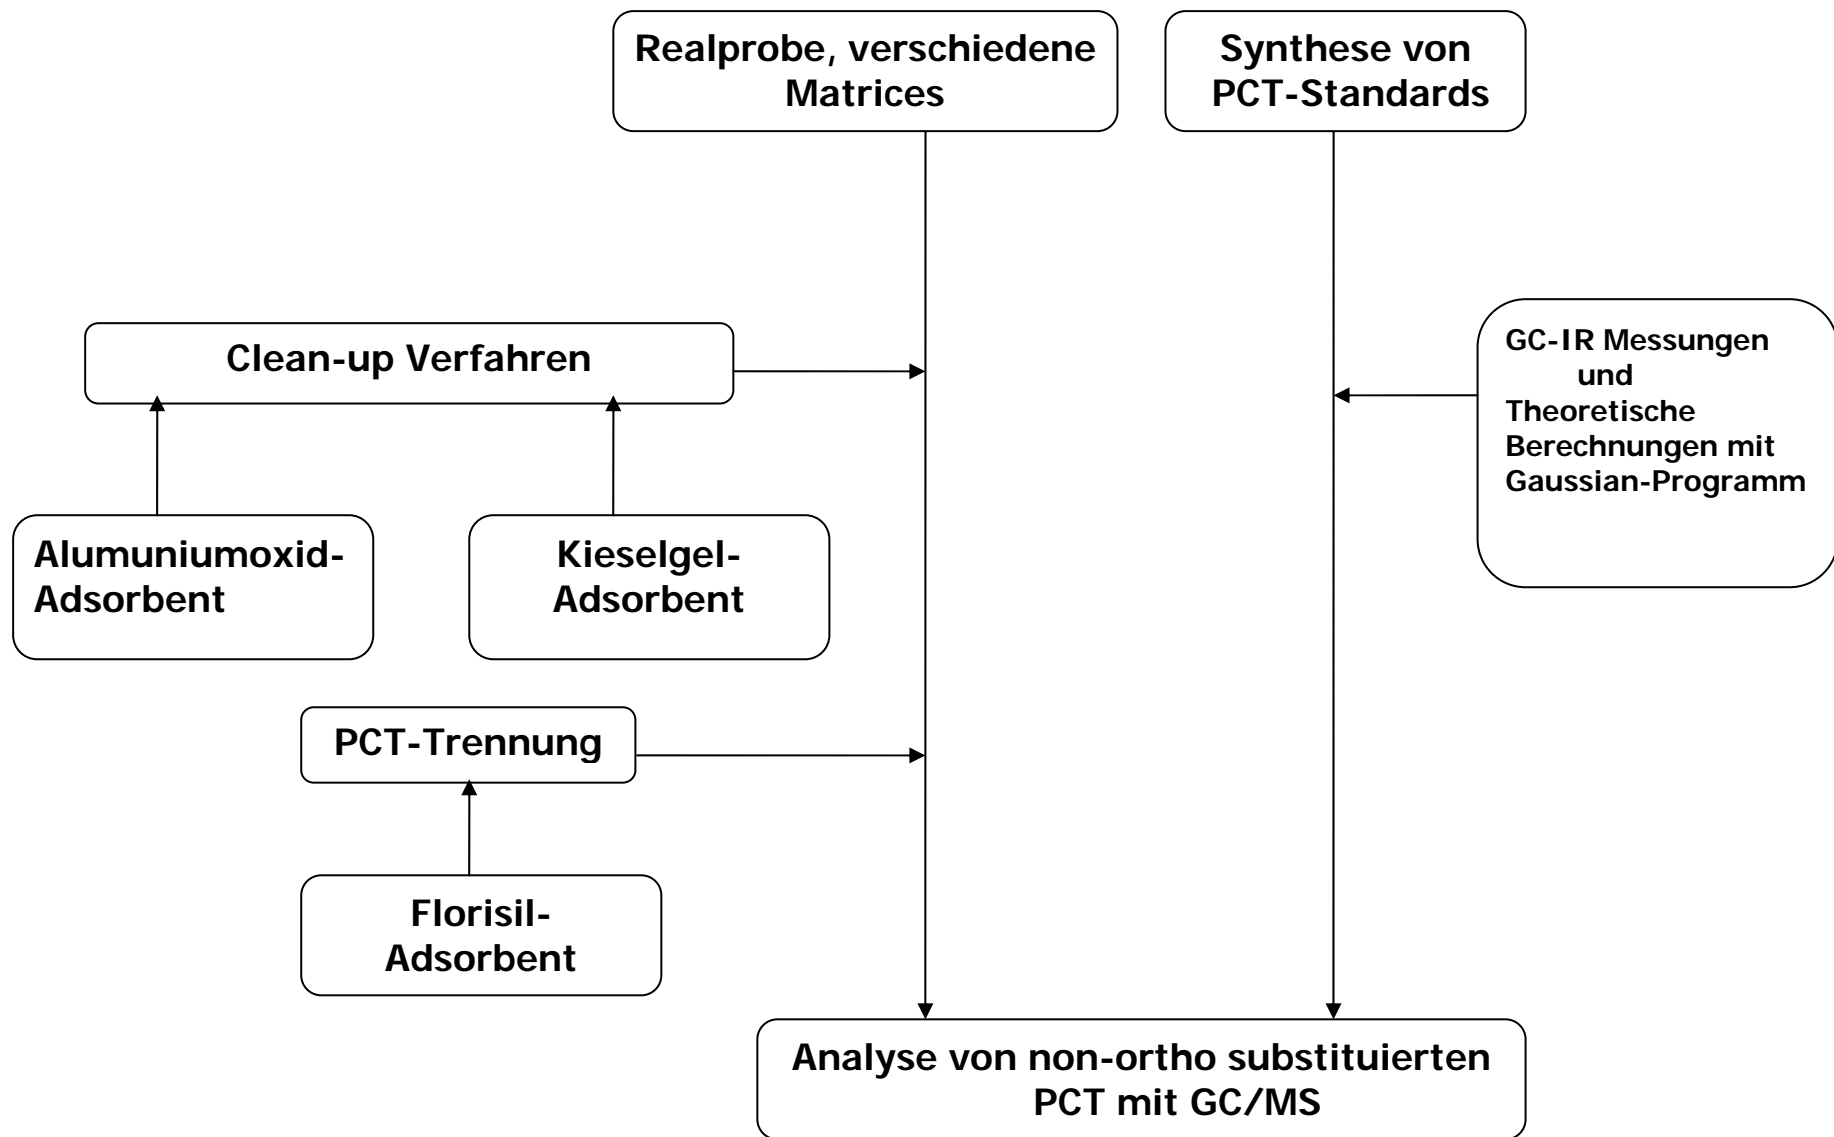 Realprobe, verschiedene
Matrices
Synthese von
PCT-Standards
Clean-up Verfahren
GC-IR Messungen
und
Theoretische
Berechnungen mit
Gaussian-Programm
Alumuniumoxid-
Adsorbent
Kieselgel-
Adsorbent
PCT-Trennung
Florisil-
Adsorbent
Analyse von non-ortho substituierten
PCT mit GC/MS